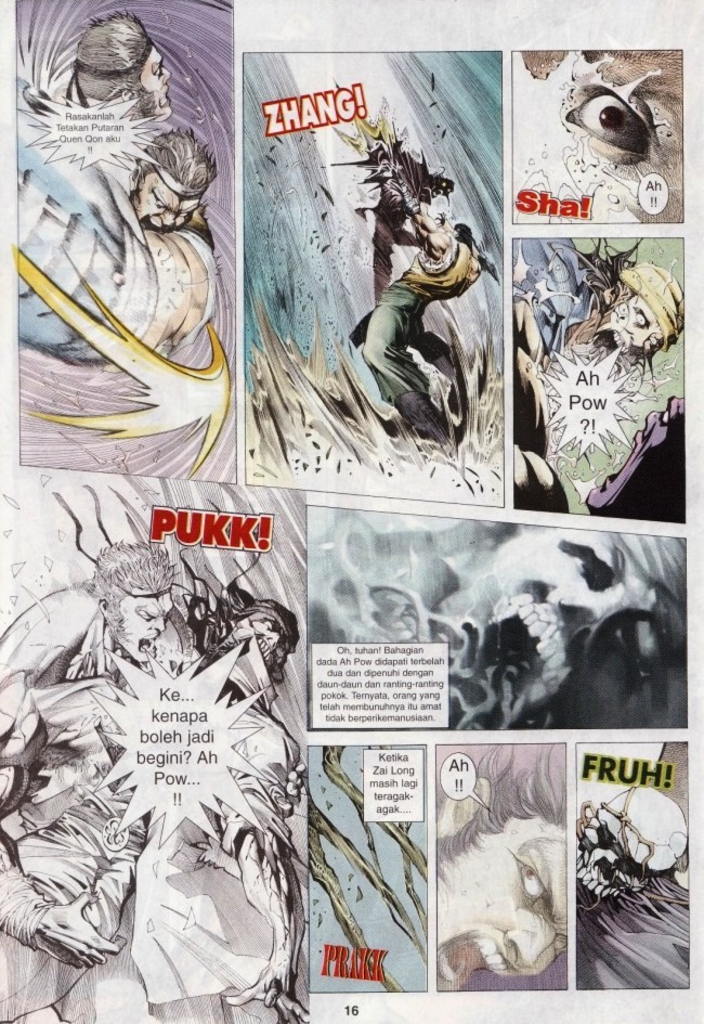 Rasakanlah
Tetakan Putaran
Quen Qon aku
!!
ZHANG!
Sha!
Ah
!!
Ah
Pow
?!
PUKK!
Ke...
kenapa
boleh jadi
begini? Ah
Pow...
!!
Oh, tuhan! Bahagian
dada Ah Pow didapati terbelah
dua dan dipenuhi dengan
daun-daun dan ranting-ranting
pokok. Ternyata, orang yang
telah membunuhnya itu amat
tidak berperikemanusiaan.
Ketika
Zai Long
masih lagi
teragak-
agak....
PRAKK
Ah
!!
FRUH!
16